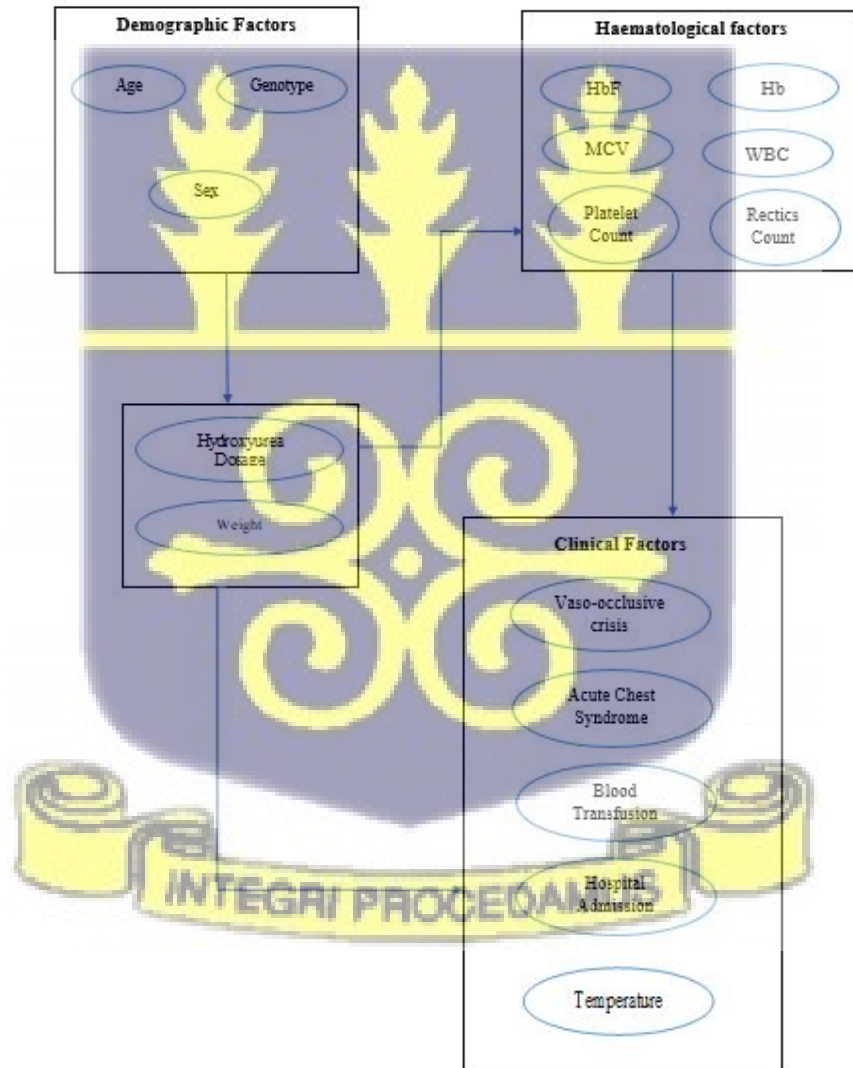 Demographic Factors
Age
Genotype
Sex
Haematological factors
HbF
Hb
MCV
WBC
Platelet
Count
Rectics
Count
Hydroxyurea
Dosage
Weight
Clinical Factors
Vaso-occlusive
crisis
Acute Chest
Syndrome
Blood
Transfusion
Hospital
Admission
Temperature
INTEGRI PROCEDAMUS